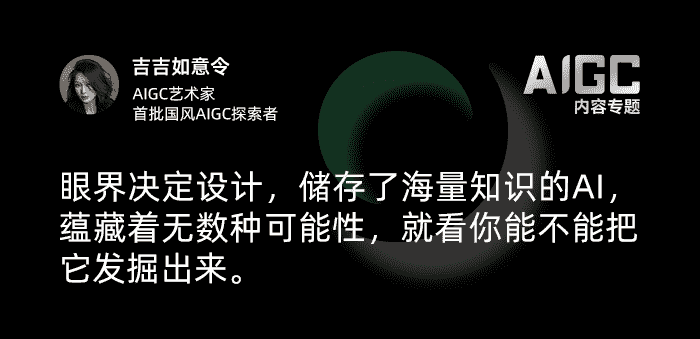 吉吉如意令
AIGC艺术家
首批国风AIGC探索者
AIGC
内容专题
眼界决定设计，储存了海量知识的AI，
蕴藏着无数种可能性，就看你能不能把
它发掘出来。